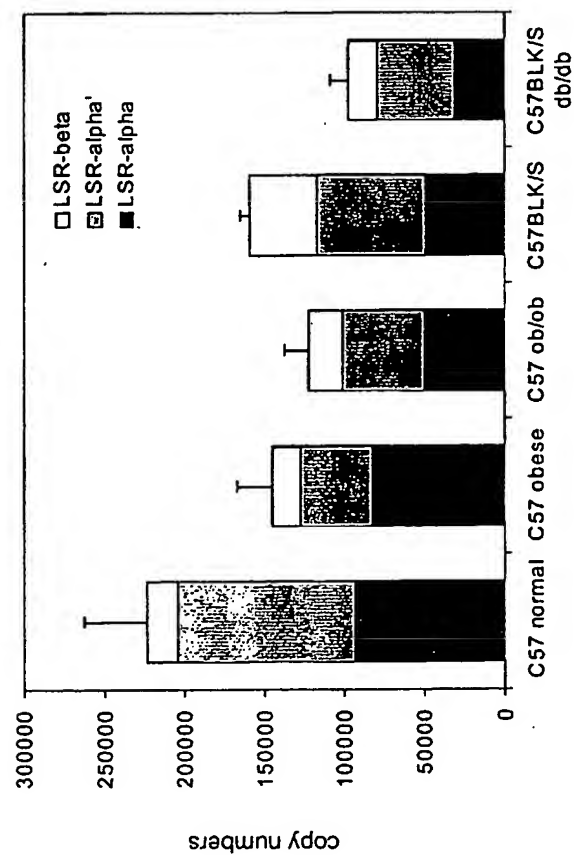 LSR-beta
LSR-alpha'
LSR-alpha
300000
250000
200000
150000
100000
50000
0
copy numbers
C57 normal
C57 obese
C57 ob/ob
C57BLK/S
C57BLK/S
db/db